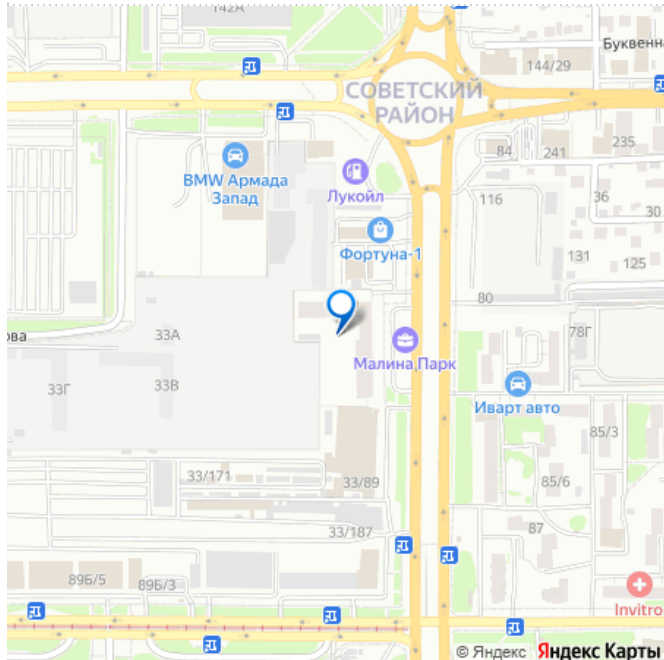 142А
Буквенна
144/29
СОВЕТСКИЙ
РАЙОН
BMW Армада
Запад
Лукойл
84
241
235
116
36
30
Фортуна-1
131
125
80
ова
33А
78Г
Малина Парк
33Г
33В
Иварт авто
85/3
33/171
33/89
85/6
33/187
87
89Б/5
89Б/3
Invitro
© Яндекс Яндекс Карты